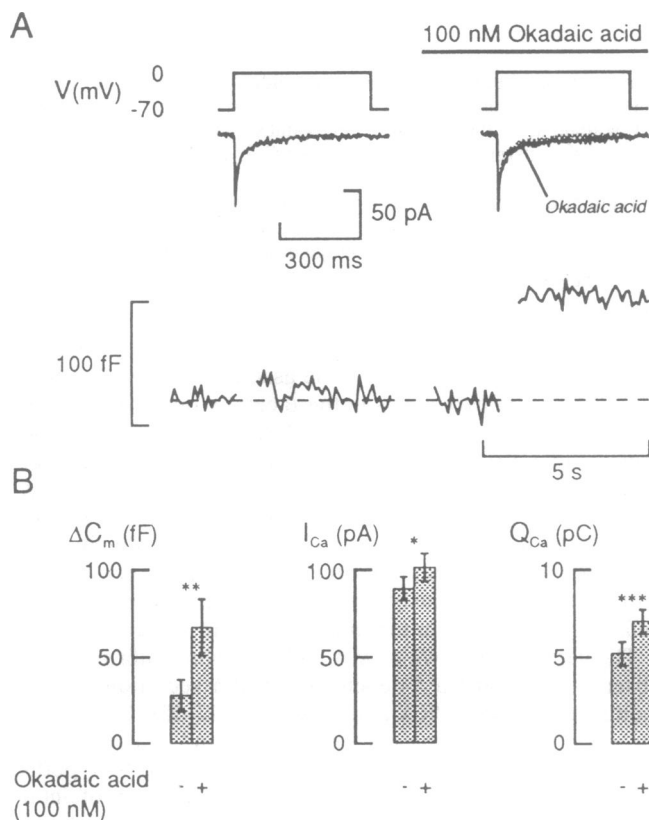 A
100 nM Okadaic acid
0
V(mV)
-70
50 pA
Okadaic acid
300 ms
100 fF
5 s
B
ΔCm (fF)
ICa (pA)
QCa (pC)
100
**
50
0
100
*
50
0
10
***
5
0
Okadaic acid
(100 nM)
- +
- +
- +